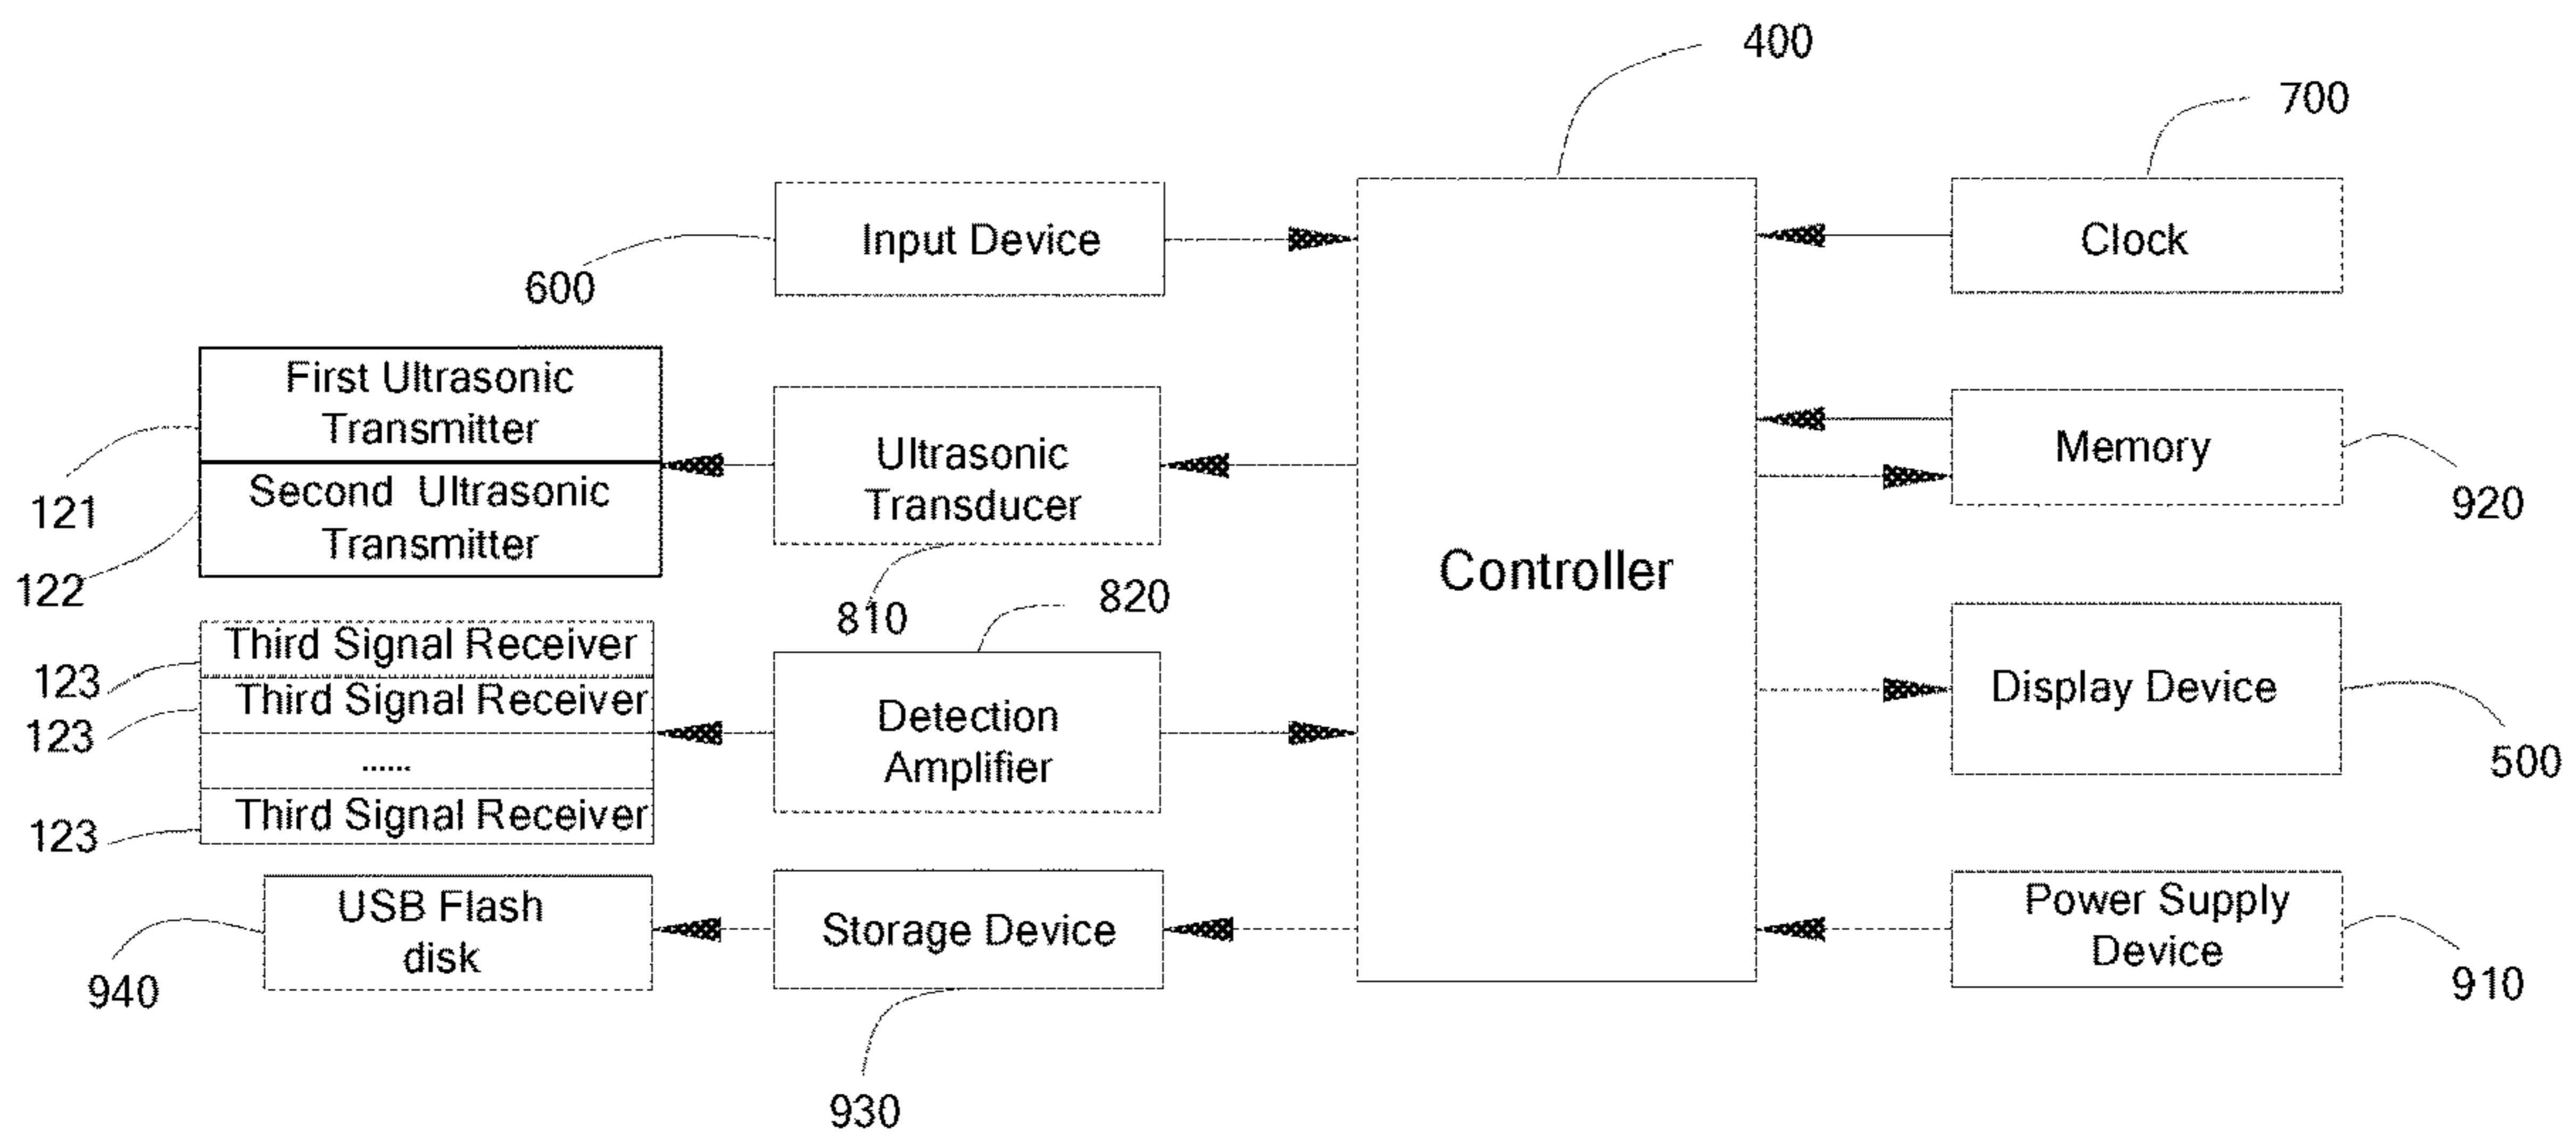 400
700
Input Device
Clock
600
First Ultrasonic
Transmitter
Second Ultrasonic
Transmitter
121
122
Ultrasonic
Transducer
810
Memory
920
Controller
820
Third Signal Receiver
Third Signal Receiver
......
Third Signal Receiver
123
123
123
Detection
Amplifier
Display Device
500
USB Flash
disk
940
Storage Device
930
Power Supply
Device
910